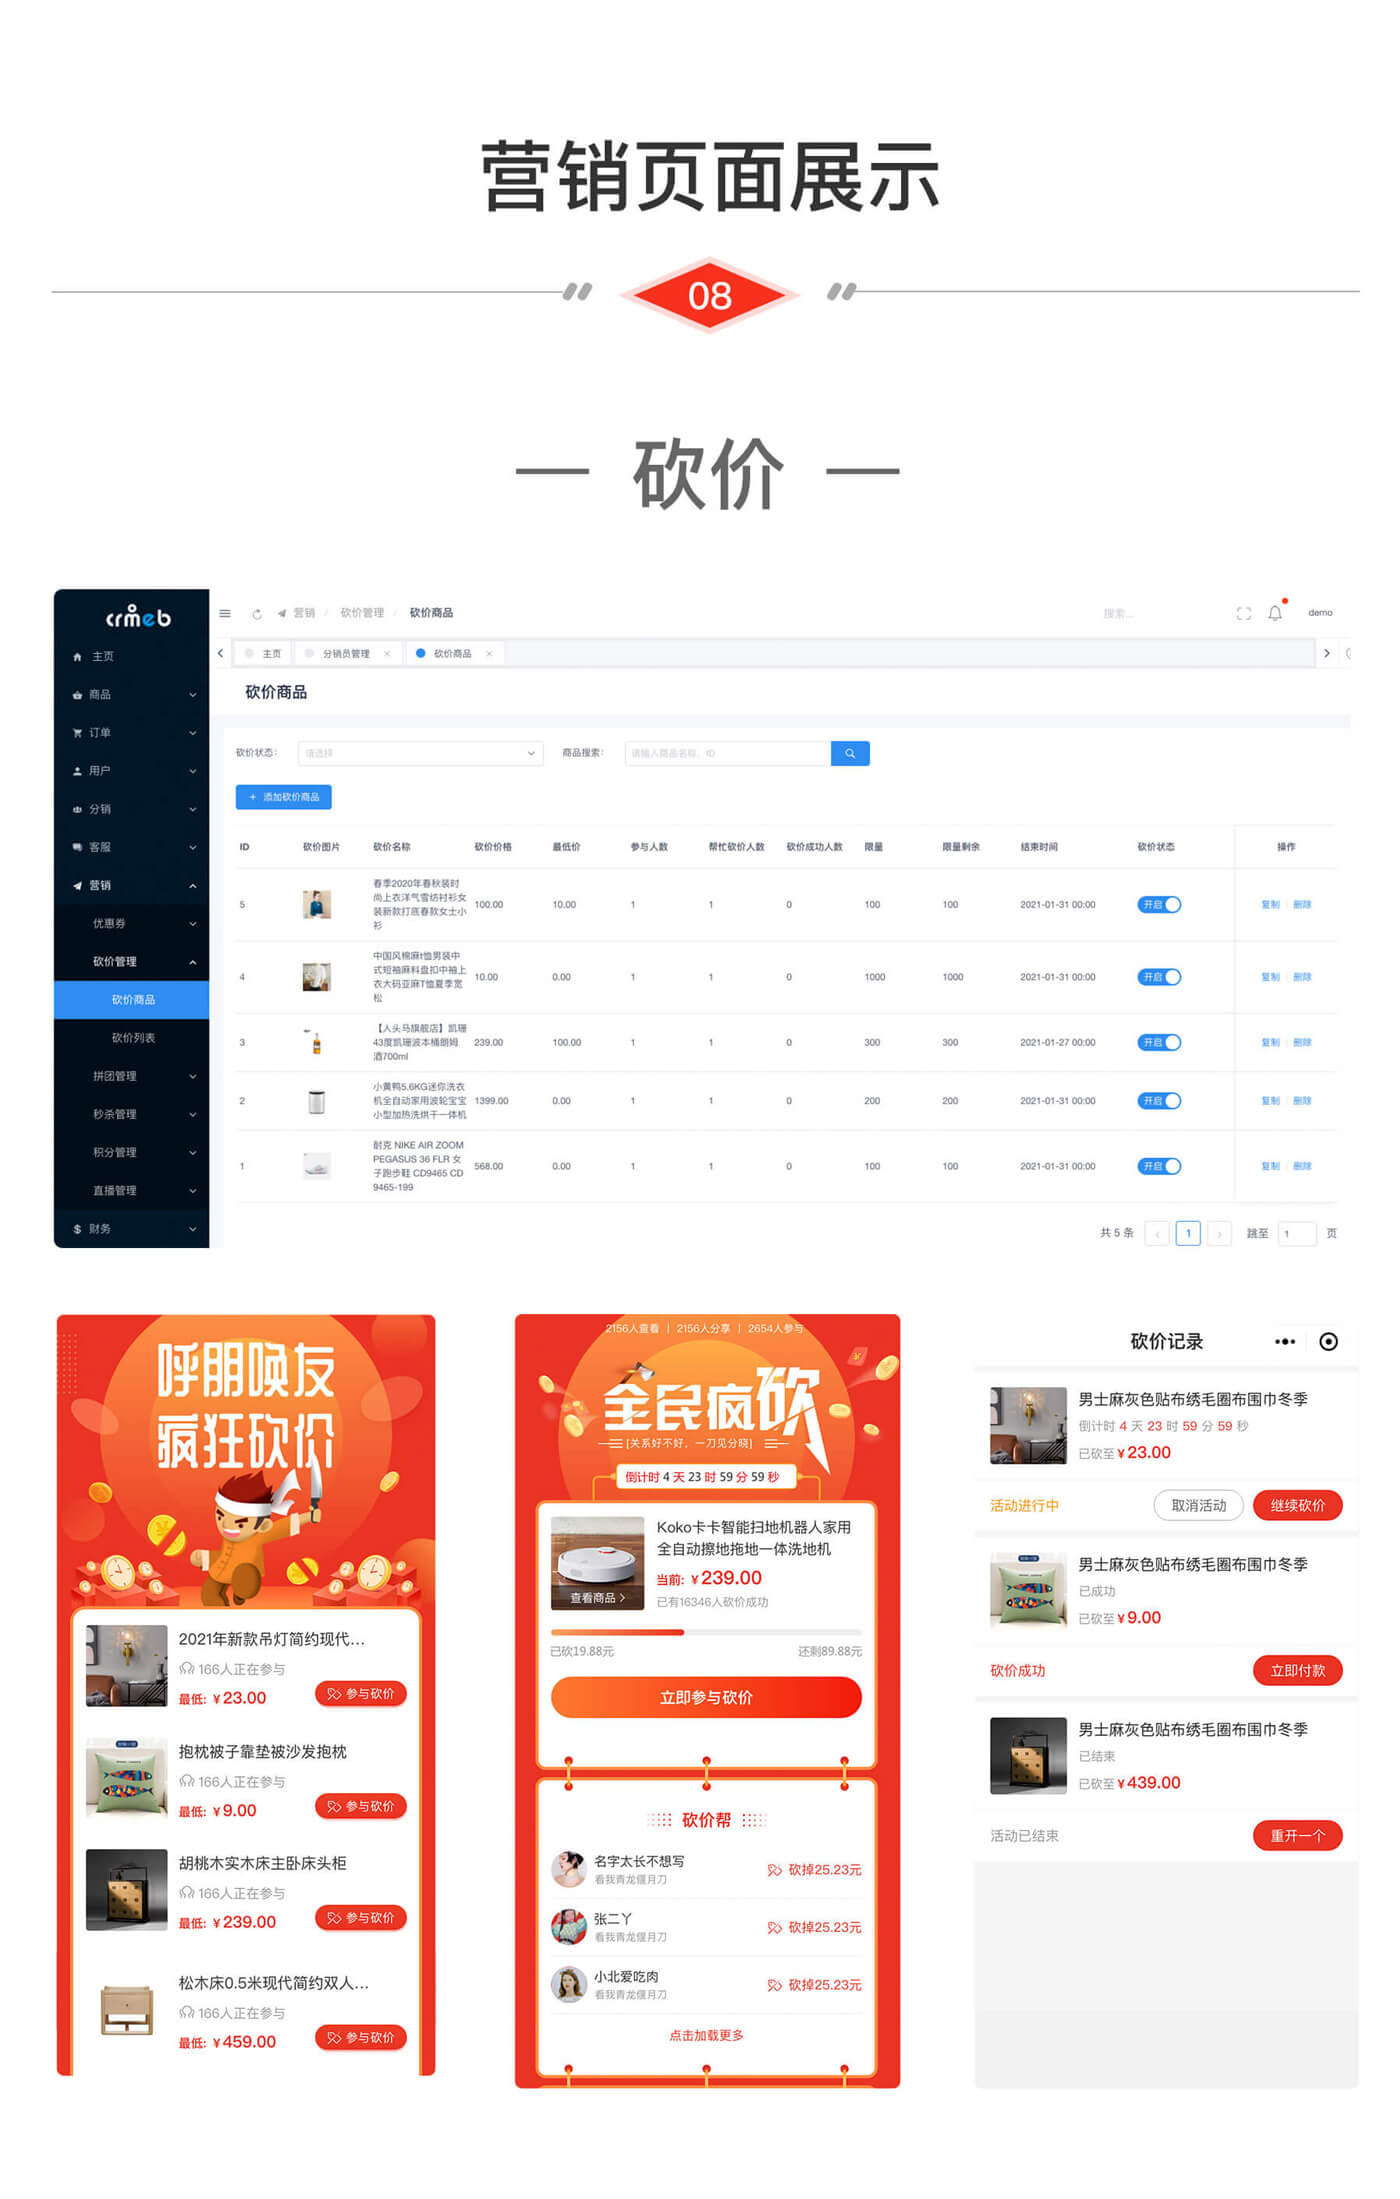 营销页面展示
08
砍价
crmeb
营销 / 砍价管理 / 砍价商品
搜索...
demo
主页
分销员管理 ×
砍价商品 ×
主页
商品
订单
用户
分销
客服
营销
优惠券
砍价管理
砍价商品
砍价列表
拼团管理
秒杀管理
积分管理
直播管理
$ 财务
砍价商品
砍价状态: 请选择
商品搜索: 请输入商品名称、ID
+ 添加砍价商品
ID 砍价图片 砍价名称 砍价价格 最低价 参与人数 帮忙砍价人数 砍价成功人数 限量 限量剩余 结束时间 砍价状态 操作
春季2020年春秋装时
尚上衣洋气雪纺衬衫女
装新款打底春款女士小
衫
5 100.00 10.00 1 1 0 100 100 2021-01-31 00:00 开启 复制 删除
中国风棉麻t恤男装中
式短袖麻料盘扣中袖上
衣大码亚麻T恤夏季宽
松
4 10.00 0.00 1 1 0 1000 1000 2021-01-31 00:00 开启 复制 删除
【人头马旗舰店】凯珊
43度凯珊波本桶朗姆
酒700ml
3 239.00 100.00 1 1 0 300 300 2021-01-27 00:00 开启 复制 删除
小黄鸭5.6KG迷你洗衣
机全自动家用波轮宝宝
小型加热洗烘干一体机
2 1399.00 0.00 1 1 0 200 200 2021-01-31 00:00 开启 复制 删除
耐克 NIKE AIR ZOOM
PEGASUS 36 FLR 女
子跑步鞋 CD9465 CD
9465-199
1 568.00 0.00 1 1 0 100 100 2021-01-31 00:00 开启 复制 删除
共 5 条 1 跳至 1 页
呼朋唤友
疯狂砍价
2021年新款吊灯简约现代...
166人正在参与
最低: ¥23.00 参与砍价
抱枕被子靠垫被沙发抱枕
166人正在参与
最低: ¥9.00 参与砍价
胡桃木实木床主卧床头柜
166人正在参与
最低: ¥239.00 参与砍价
松木床0.5米现代简约双人...
166人正在参与
最低: ¥459.00 参与砍价
2156人查看 | 2156人分享 | 2654人参与
全民疯砍
[关系好不好，一刀见分晓]
倒计时 4 天 23 时 59 分 59 秒
Koko卡卡智能扫地机器人家用
全自动擦地拖地一体洗地机
当前: ¥239.00
已有16346人砍价成功
查看商品
已砍19.88元 还剩89.88元
立即参与砍价
砍价帮
名字太长不想写
看我青龙偃月刀
砍掉25.23元
张二丫
看我青龙偃月刀
砍掉25.23元
小北爱吃肉
看我青龙偃月刀
砍掉25.23元
点击加载更多
砍价记录
男士麻灰色贴布绣毛圈布围巾冬季
倒计时 4 天 23 时 59 分 59 秒
已砍至¥23.00
活动进行中 取消活动 继续砍价
男士麻灰色贴布绣毛圈布围巾冬季
已成功
已砍至¥9.00
砍价成功 立即付款
男士麻灰色贴布绣毛圈布围巾冬季
已结束
已砍至¥439.00
活动已结束 重开一个